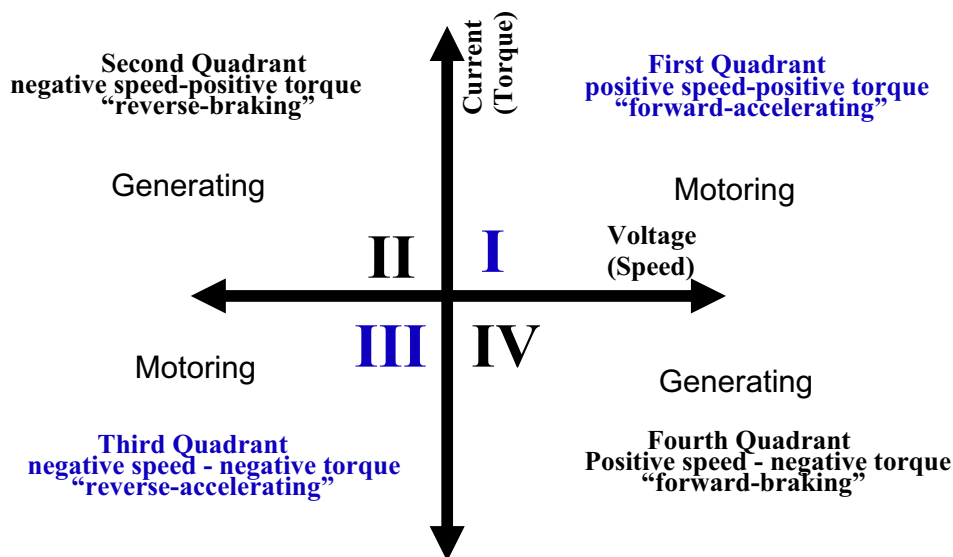 Second Quadrant
negative speed-positive torque
“reverse-braking”
Current
(Torque)
First Quadrant
positive speed-positive torque
“forward-accelerating”
Generating
Motoring
II
I
Voltage
(Speed)
III
IV
Motoring
Generating
Third Quadrant
negative speed - negative torque
“reverse-accelerating”
Fourth Quadrant
Positive speed - negative torque
“forward-braking”